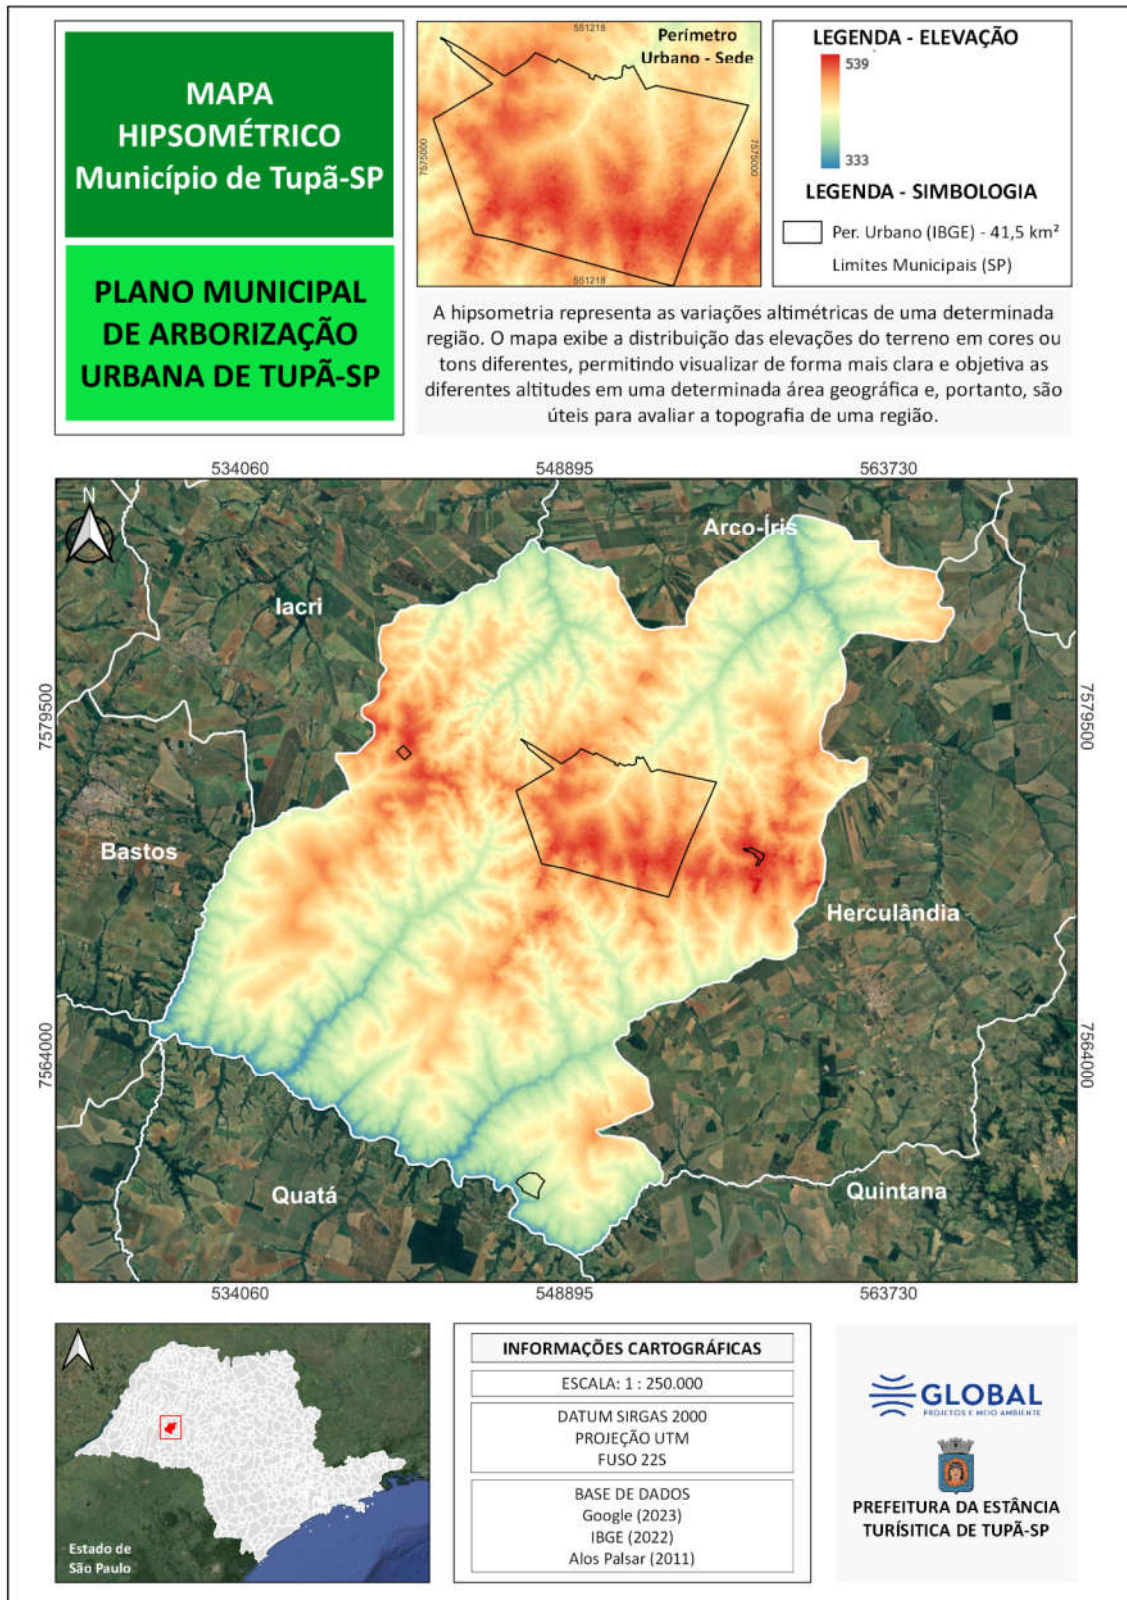 MAPA
HIPSOMÉTRICO
Município de Tupã-SP
PLANO MUNICIPAL
DE ARBORIZAÇÃO
URBANA DE TUPÃ-SP
551218
Perímetro
Urbano - Sede
7575000
7575000
551218
LEGENDA - ELEVAÇÃO
539
333
LEGENDA - SIMBOLOGIA
Per. Urbano (IBGE) - 41,5 km²
Limites Municipais (SP)
A hipsometria representa as variações altimétricas de uma determinada
região. O mapa exibe a distribuição das elevações do terreno em cores ou
tons diferentes, permitindo visualizar de forma mais clara e objetiva as
diferentes altitudes em uma determinada área geográfica e, portanto, são
úteis para avaliar a topografia de uma região.
534060
548895
563730
N
Arco-Íris
Iacri
7579500
7579500
Bastos
Herculândia
7564000
7564000
Quatá
Quintana
534060
548895
563730
Estado de
São Paulo
INFORMAÇÕES CARTOGRÁFICAS
ESCALA: 1 : 250.000
DATUM SIRGAS 2000
PROJEÇÃO UTM
FUSO 22S
BASE DE DADOS
Google (2023)
IBGE (2022)
Alos Palsar (2011)
GLOBAL
PROJETOS E MEIO AMBIENTE
PREFEITURA DA ESTÂNCIA
TURÍSITICA DE TUPÃ-SP